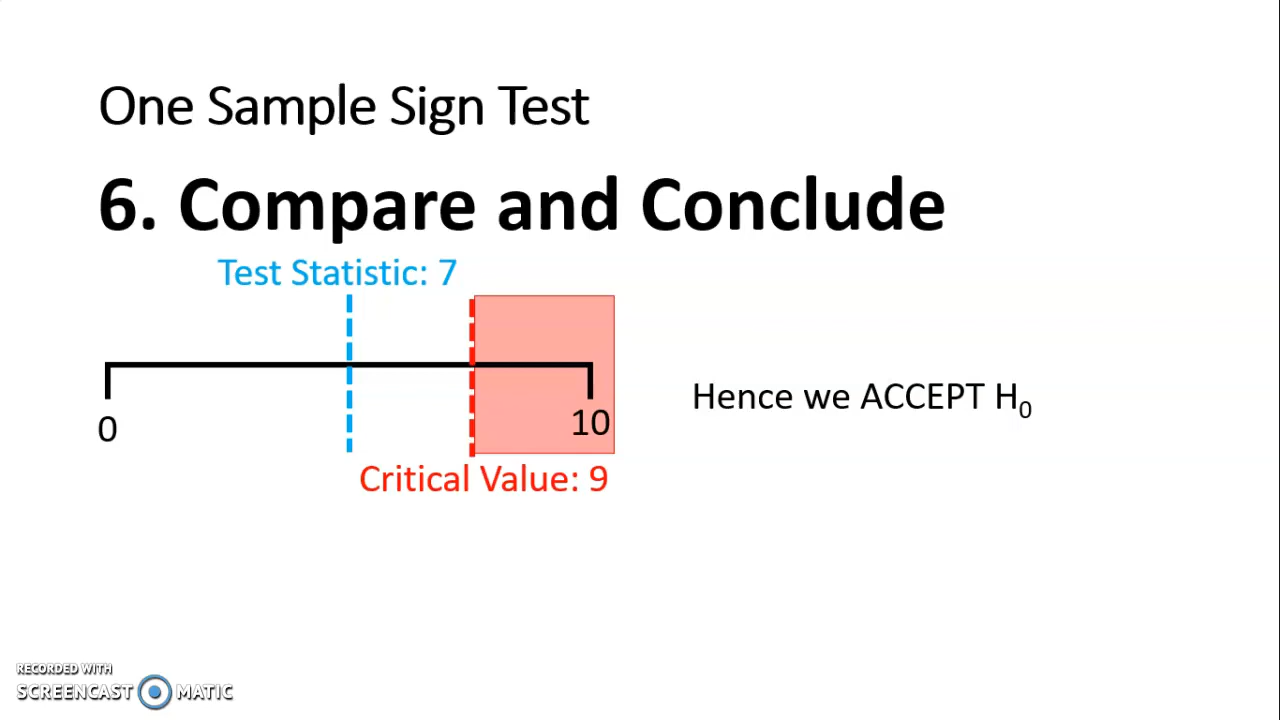 One Sample Sign Test
6. Compare and Conclude
Test Statistic: 7
0
10
Hence we ACCEPT H₀
Critical Value: 9
RECORDED WITH
SCREENCAST MATIC